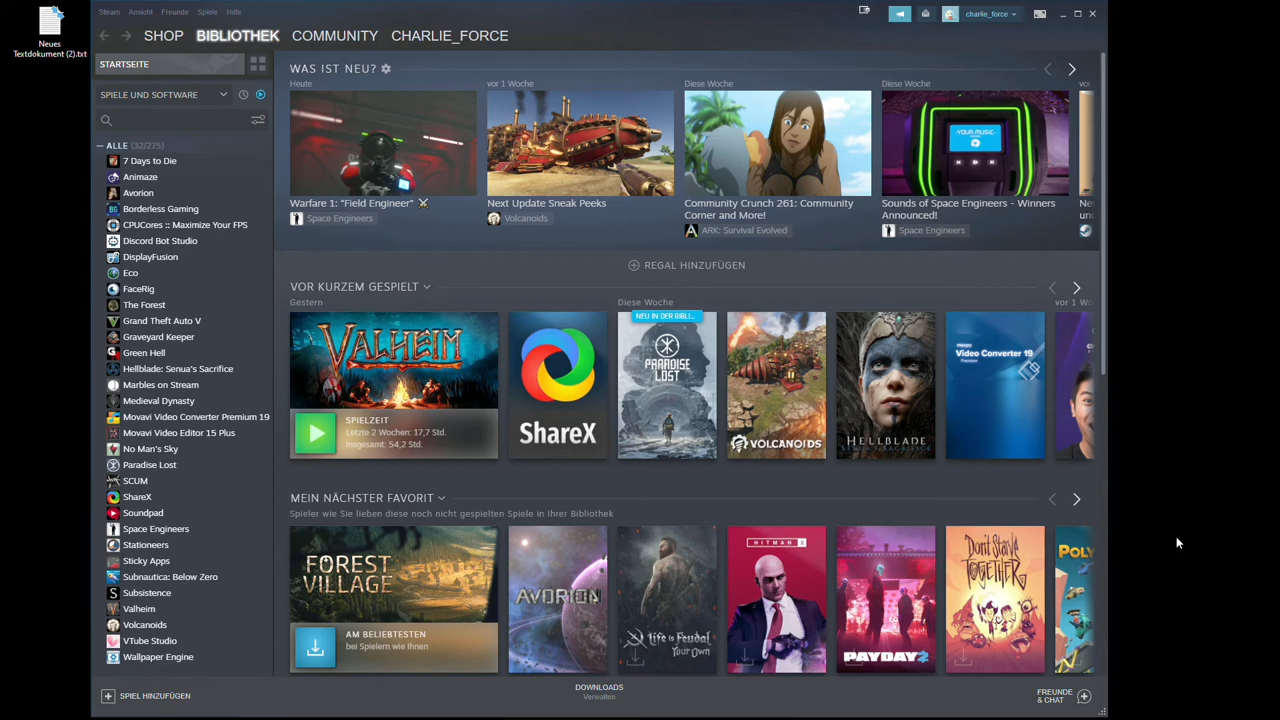 Neues
Textdokument (2).txt
Steam Ansicht Freunde Spiele Hilfe
charlie_force
SHOP BIBLIOTHEK COMMUNITY CHARLIE_FORCE
STARTSEITE
SPIELE UND SOFTWARE
ALLE (32/275)
7 Days to Die
Animaze
Avorion
Borderless Gaming
CPUCores :: Maximize Your FPS
Discord Bot Studio
DisplayFusion
Eco
FaceRig
The Forest
Grand Theft Auto V
Graveyard Keeper
Green Hell
Hellblade: Senua's Sacrifice
Marbles on Stream
Medieval Dynasty
Movavi Video Converter Premium 19
Movavi Video Editor 15 Plus
No Man's Sky
Paradise Lost
SCUM
ShareX
Soundpad
Space Engineers
Stationeers
Sticky Apps
Subnautica: Below Zero
Subsistence
Valheim
Volcanoids
VTube Studio
Wallpaper Engine
WAS IST NEU?
Heute
vor 1 Woche
Diese Woche
Diese Woche
vor
YOUR MUSIC
Warfare 1: "Field Engineer" ⚔
Space Engineers
Next Update Sneak Peeks
Volcanoids
Community Crunch 261: Community
Corner and More!
ARK: Survival Evolved
Sounds of Space Engineers - Winners
Announced!
Space Engineers
REGAL HINZUFÜGEN
VOR KURZEM GESPIELT
Gestern
Diese Woche
vor 1 Wo
VALHEIM
SPIELZEIT
Letzte 2 Wochen: 17,7 Std.
Insgesamt: 54,2 Std.
ShareX
NEU IN DER BIBLI...
PARADISE
LOST
VOLCANOIDS
HELLBLADE
SENUA'S SACRIFICE
movavi
Video Converter 19
Premium
MEIN NÄCHSTER FAVORIT
Spieler wie Sie lieben diese noch nicht gespielten Spiele in Ihrer Bibliothek
FOREST
VILLAGE
AM BELIEBTESTEN
bei Spielern wie Ihnen
AVORION
Life is Feudal
Your Own
HITMAN 2
PAYDAY 2
Don't Starve
TOGETHER
POLY
SPIEL HINZUFÜGEN
DOWNLOADS
Verwalten
FREUNDE
& CHAT